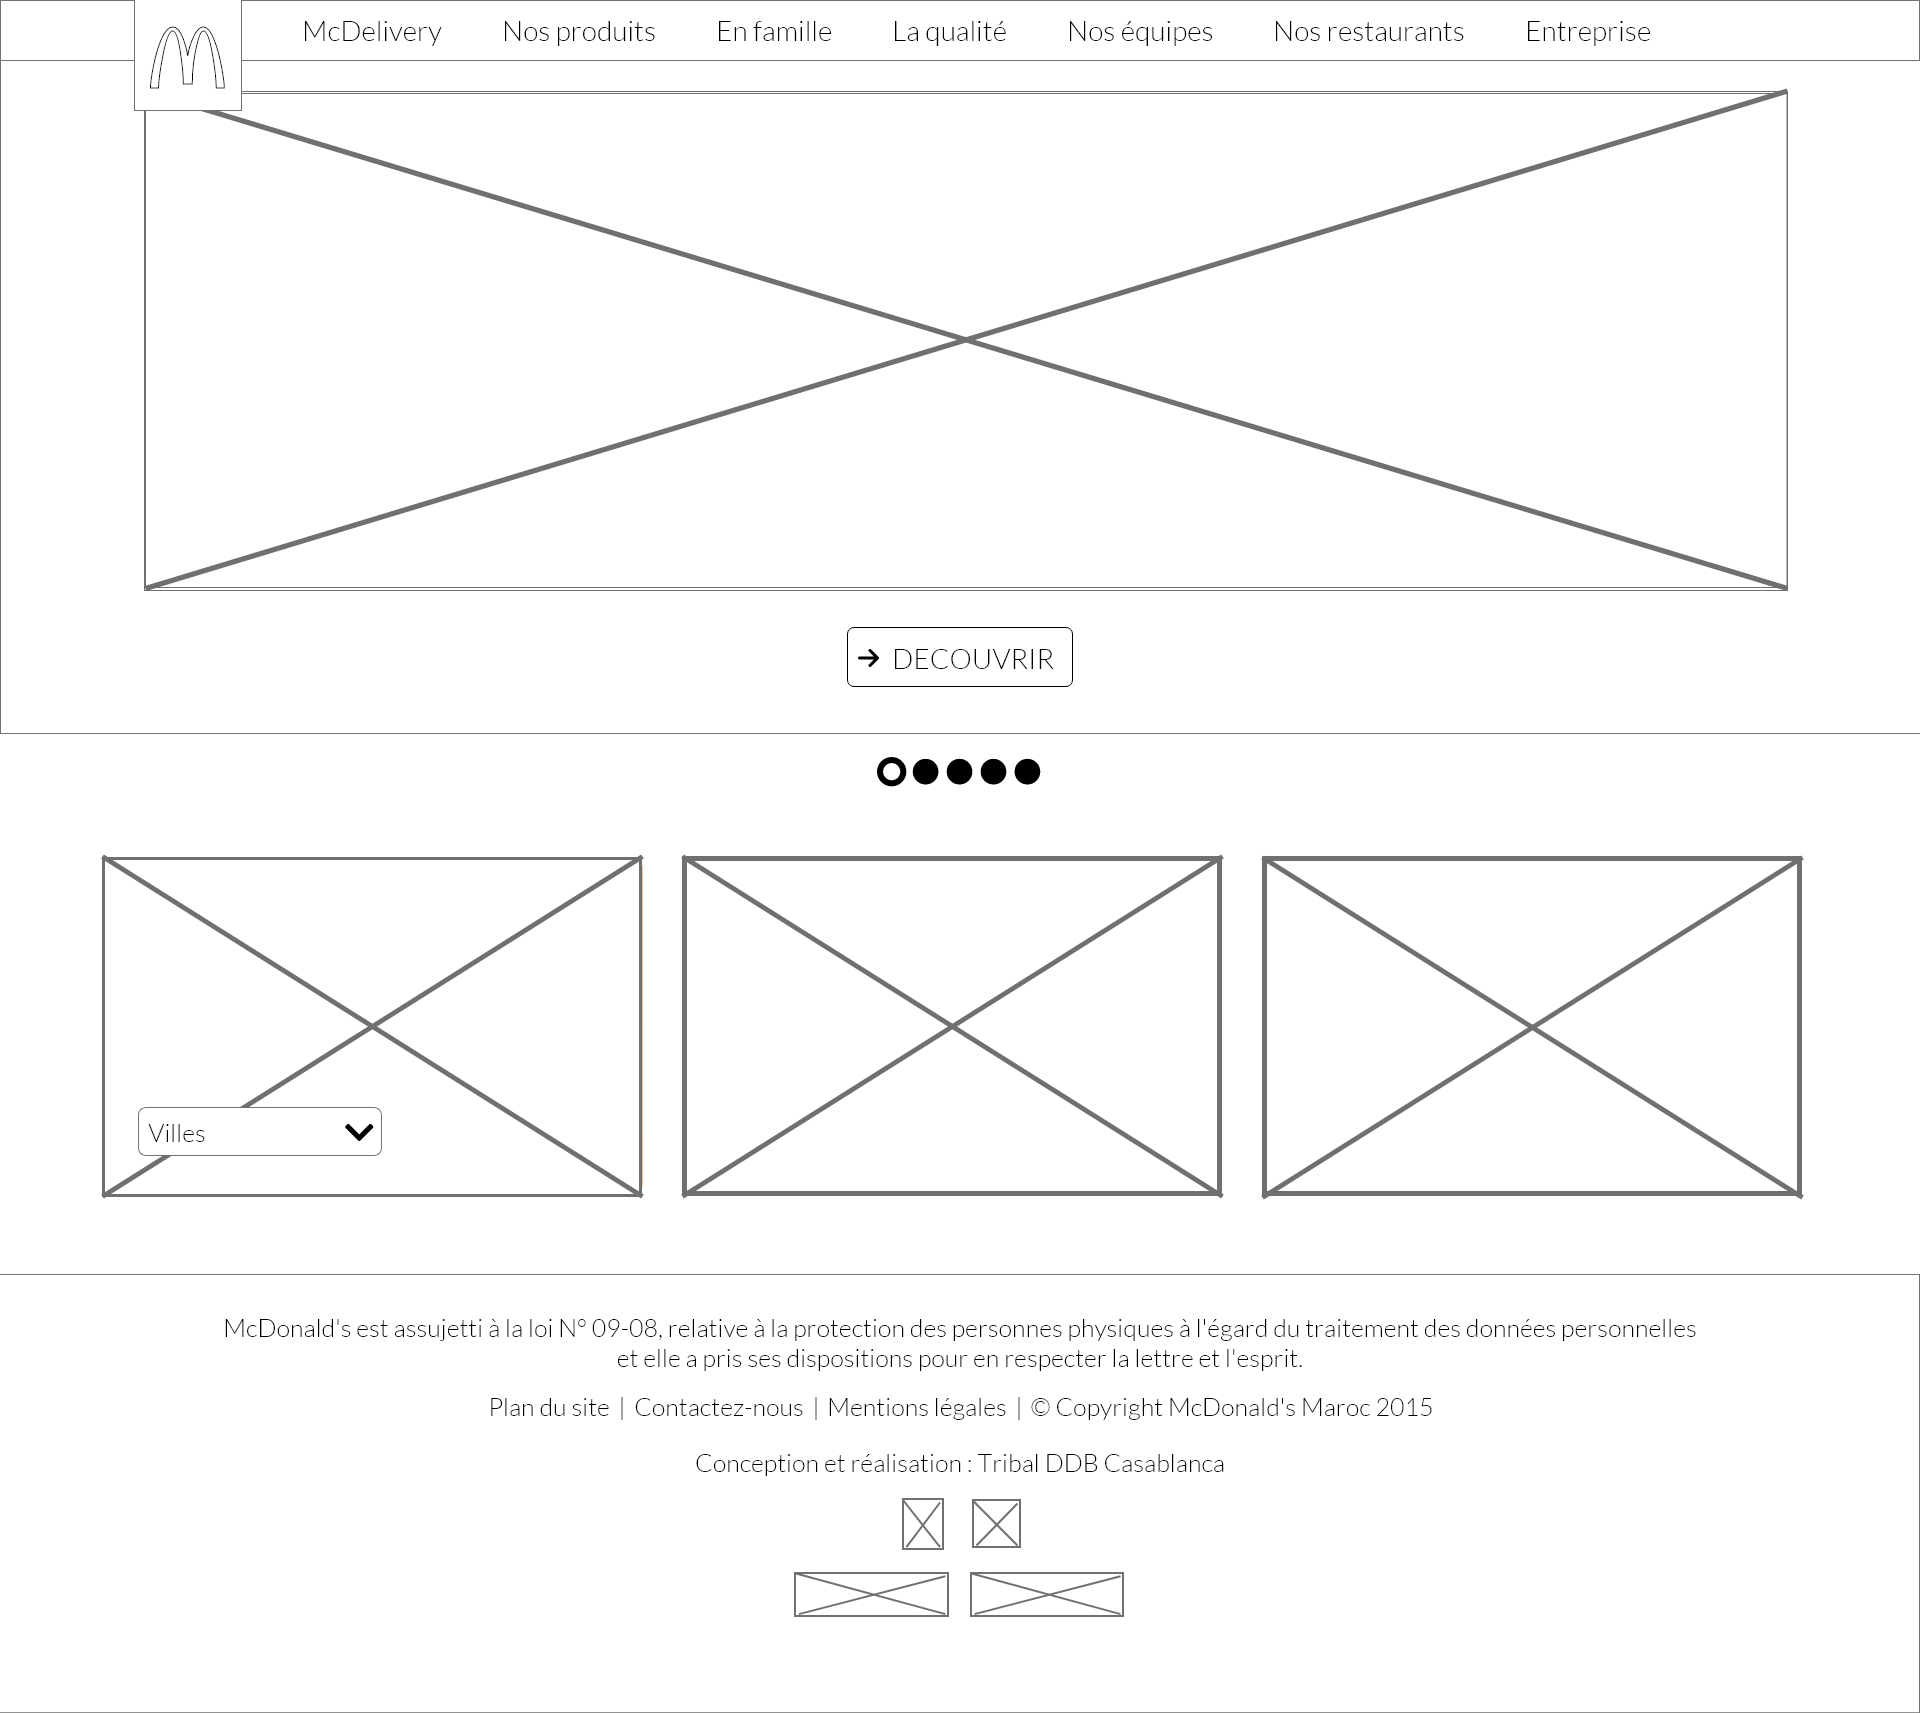 McDelivery Nos produits En famille La qualité Nos équipes Nos restaurants Entreprise
DECOUVRIR
Villes
McDonald's est assujetti à la loi N° 09-08, relative à la protection des personnes physiques à l'égard du traitement des données personnelles
et elle a pris ses dispositions pour en respecter la lettre et l'esprit.
Plan du site | Contactez-nous | Mentions légales | © Copyright McDonald's Maroc 2015
Conception et réalisation : Tribal DDB Casablanca